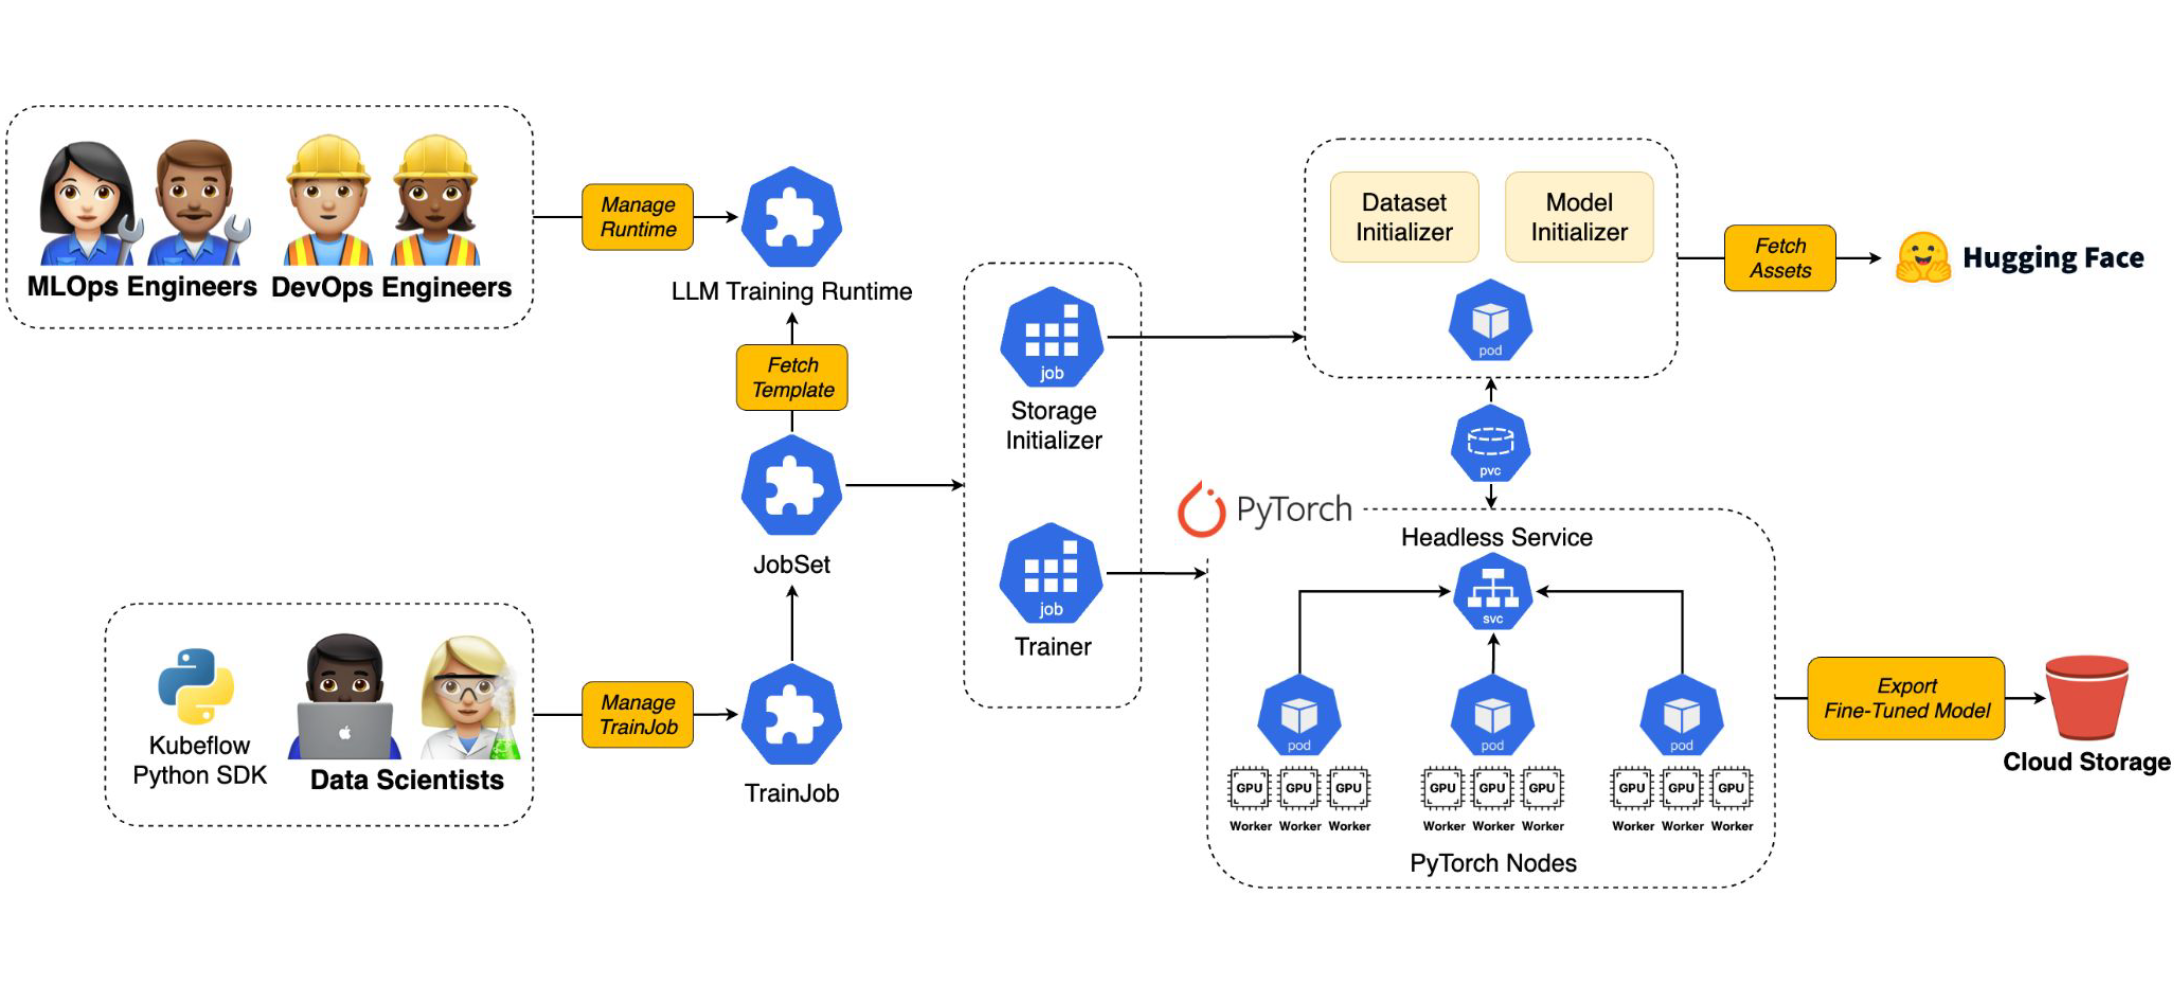 MLOps Engineers
DevOps Engineers
Manage
Runtime
LLM Training Runtime
Fetch
Template
JobSet
Kubeflow
Python SDK
Data Scientists
Manage
TrainJob
TrainJob
job
Storage
Initializer
job
Trainer
Dataset
Initializer
Model
Initializer
pod
Fetch
Assets
Hugging Face
pvc
PyTorch
Headless Service
svc
pod
pod
pod
GPU GPU GPU
GPU GPU GPU
GPU GPU GPU
Worker Worker Worker
Worker Worker Worker
Worker Worker Worker
PyTorch Nodes
Export
Fine-Tuned Model
Cloud Storage